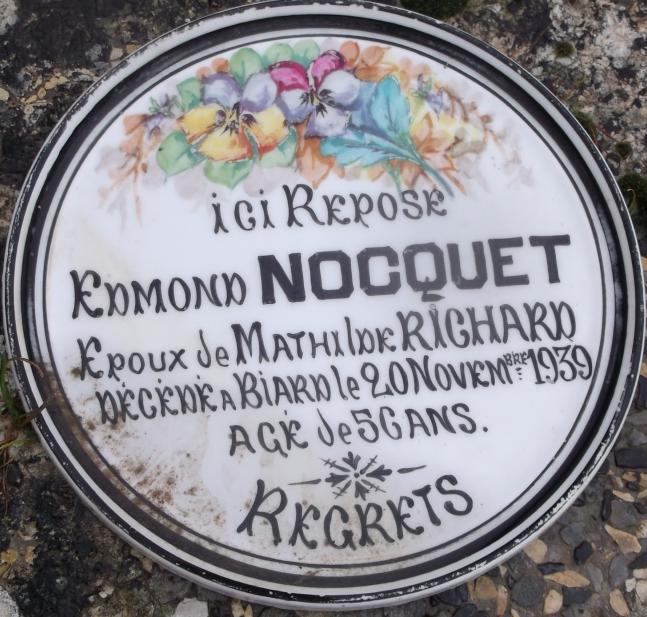 ici Repose
Edmond NOCQUET
Epoux de Mathilde RICHARD
Décédé a Biard le 20 Novembre 1939
Agé de 56 ans.
Regrets